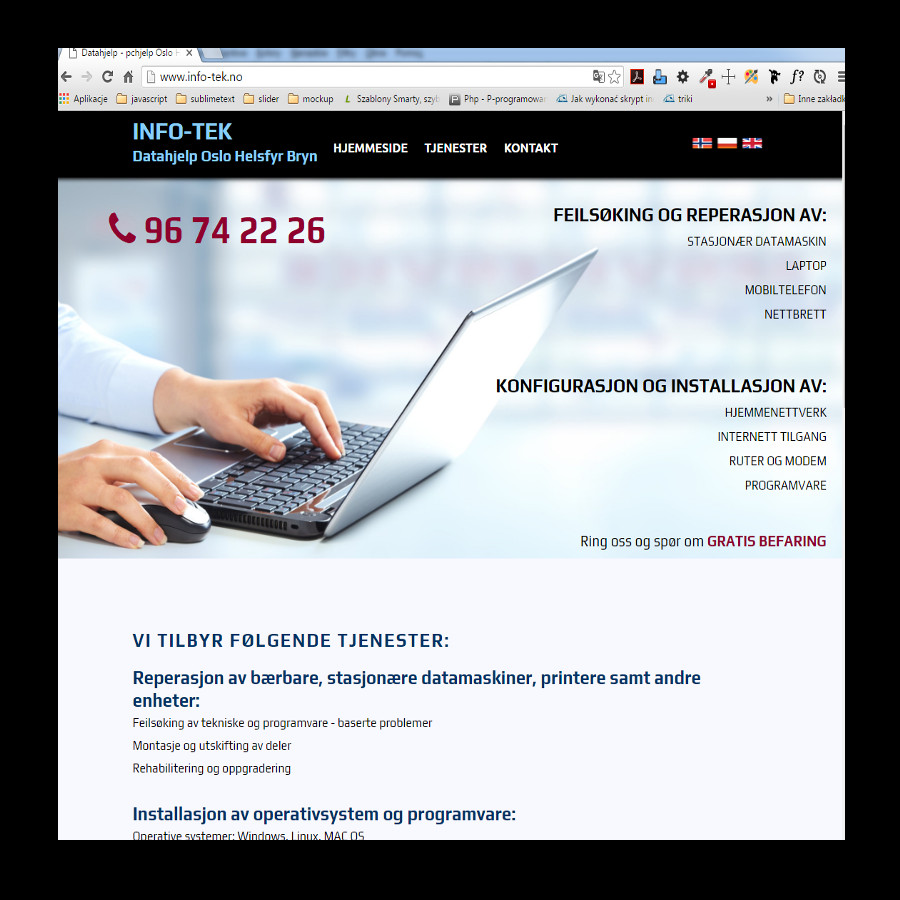 Datahjelp - pchjelp Oslo
www.info-tek.no
Aplikacje
javascript
sublimetext
slider
mockup
Szablony Smarty, szyb
Php - P-programowa
Jak wykonać skrypt in
triki
»
Inne zakładk
INFO-TEK
Datahjelp Oslo Helsfyr Bryn
HJEMMESIDE TJENESTER KONTAKT
96 74 22 26
FEILSØKING OG REPERASJON AV:
STASJONÆR DATAMASKIN
LAPTOP
MOBILTELEFON
NETTBRETT
KONFIGURASJON OG INSTALLASJON AV:
HJEMMENETTVERK
INTERNETT TILGANG
RUTER OG MODEM
PROGRAMVARE
Ring oss og spør om GRATIS BEFARING
VI TILBYR FØLGENDE TJENESTER:
Reperasjon av bærbare, stasjonære datamaskiner, printere samt andre
enheter:
Feilsøking av tekniske og programvare - baserte problemer
Montasje og utskifting av deler
Rehabilitering og oppgradering
Installasjon av operativsystem og programvare:
Operative systemer: Windows, Linux, MAC OS